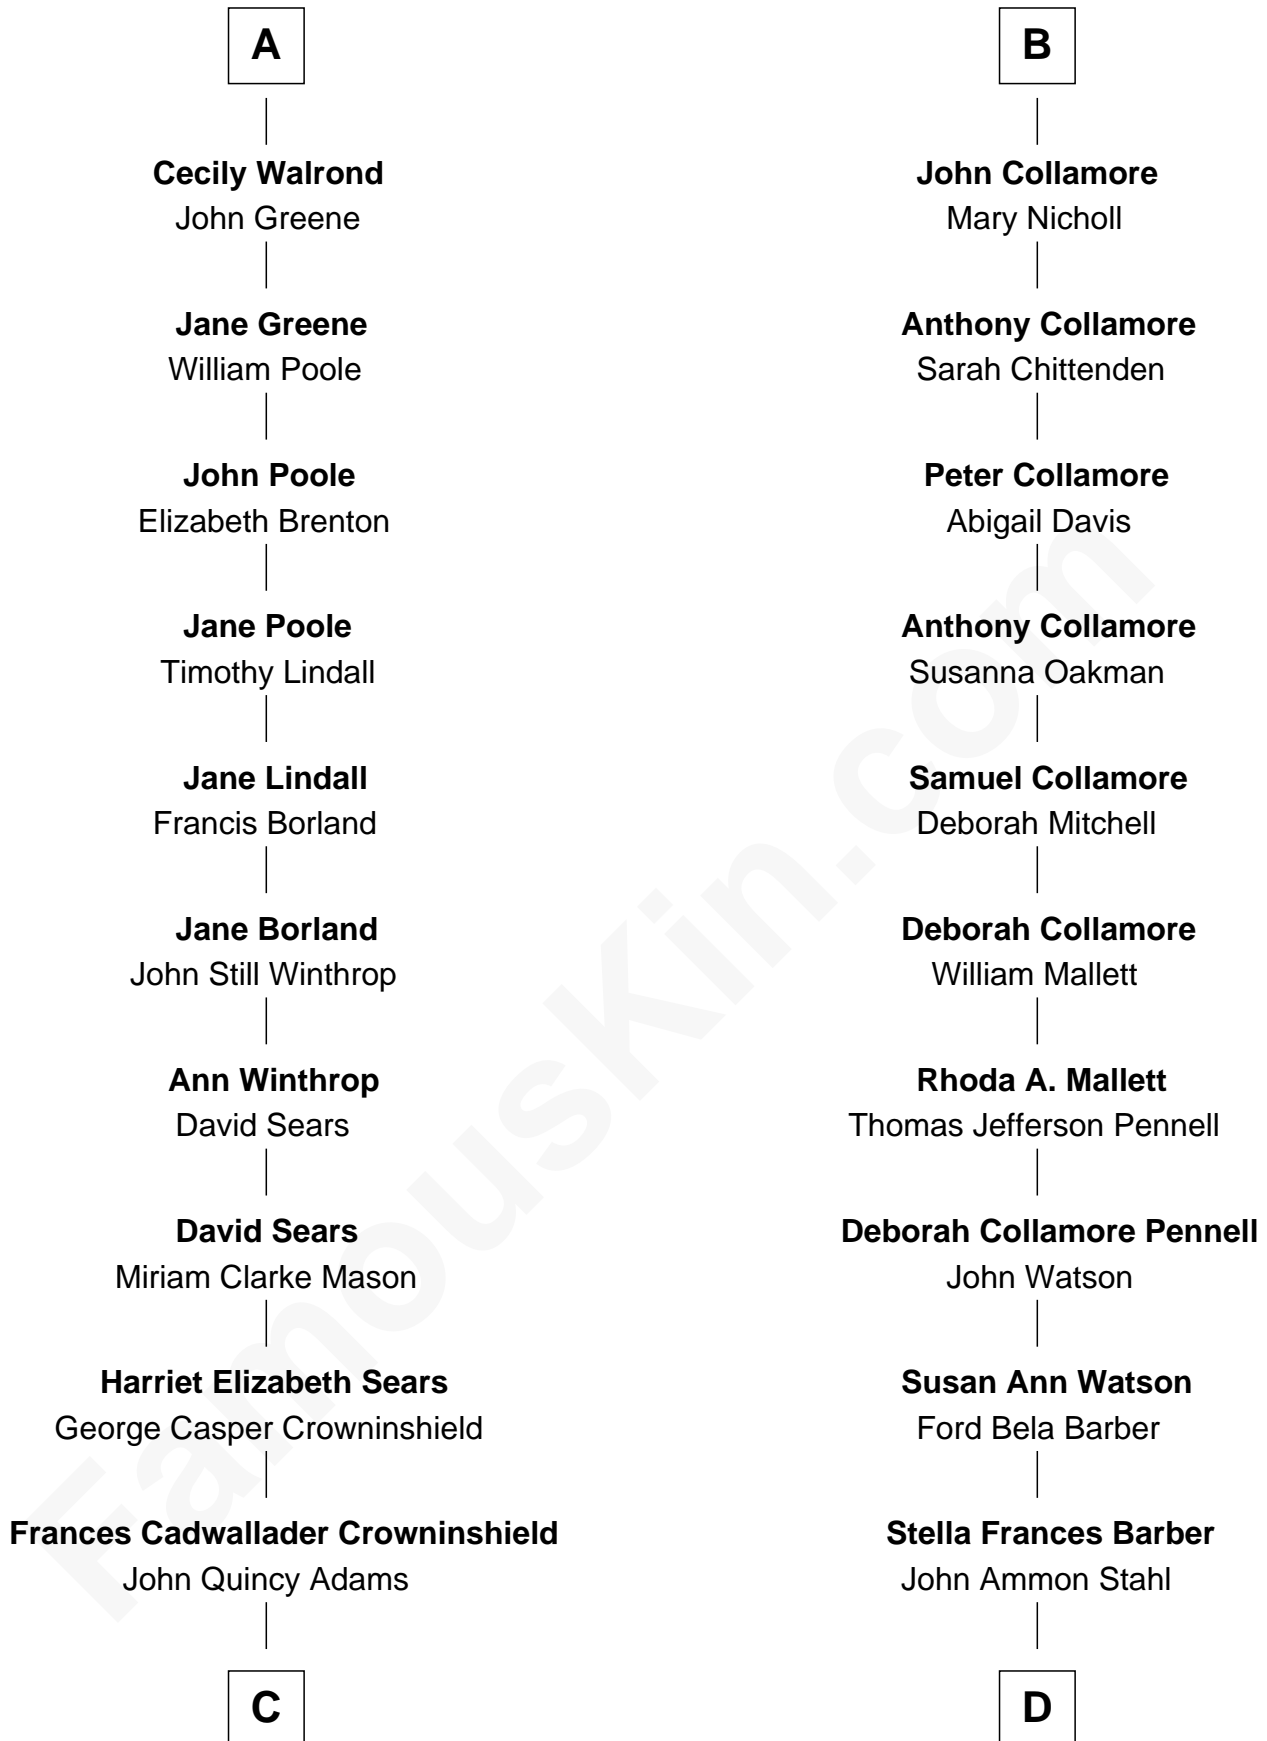 A
Cecily Walrond
John Greene
Jane Greene
William Poole
John Poole
Elizabeth Brenton
Jane Poole
Timothy Lindall
Jane Lindall
Francis Borland
Jane Borland
John Still Winthrop
Ann Winthrop
David Sears
David Sears
Miriam Clarke Mason
Harriet Elizabeth Sears
George Casper Crowninshield
Frances Cadwallader Crowninshield
John Quincy Adams
C
B
John Collamore
Mary Nicholl
Anthony Collamore
Sarah Chittenden
Peter Collamore
Abigail Davis
Anthony Collamore
Susanna Oakman
Samuel Collamore
Deborah Mitchell
Deborah Collamore
William Mallett
Rhoda A. Mallett
Thomas Jefferson Pennell
Deborah Collamore Pennell
John Watson
Susan Ann Watson
Ford Bela Barber
Stella Frances Barber
John Ammon Stahl
D
FamousKin.com